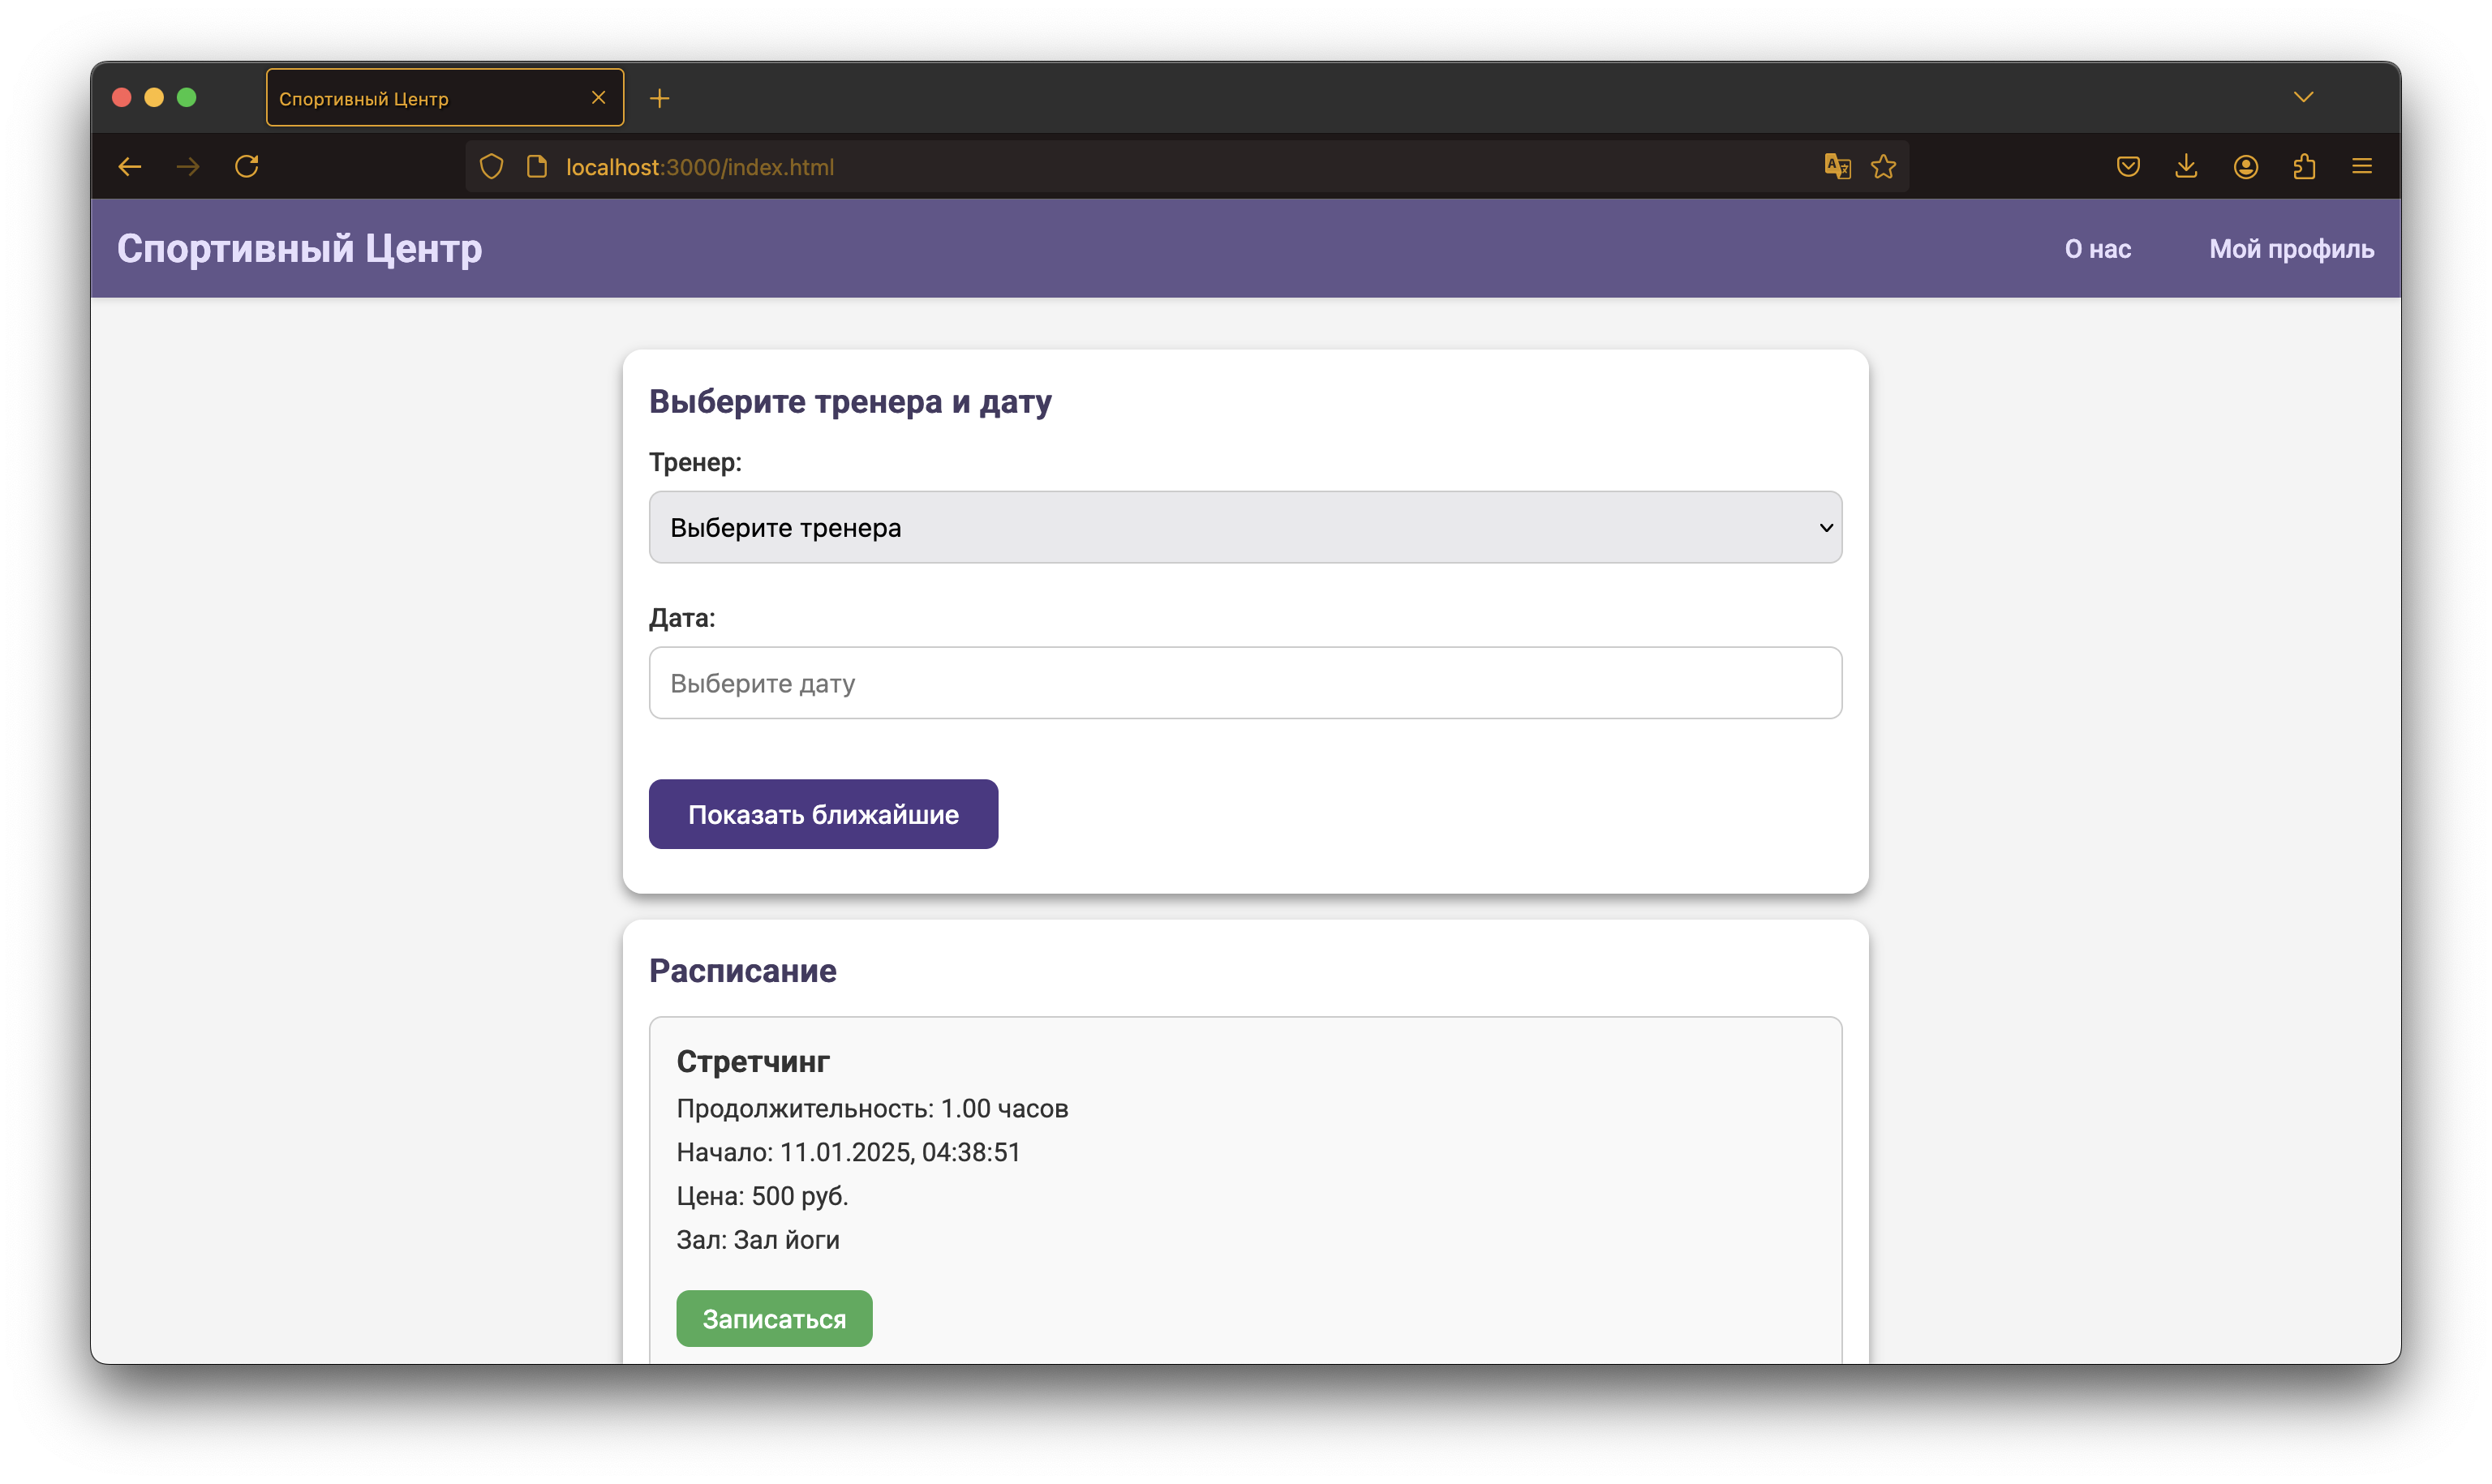 Спортивный Центр
localhost:3000/index.html
Спортивный Центр
О нас
Мой профиль
Выберите тренера и дату
Тренер:
Выберите тренера
Дата:
Выберите дату
Показать ближайшие
Расписание
Стретчинг
Продолжительность: 1.00 часов
Начало: 11.01.2025, 04:38:51
Цена: 500 руб.
Зал: Зал йоги
Записаться